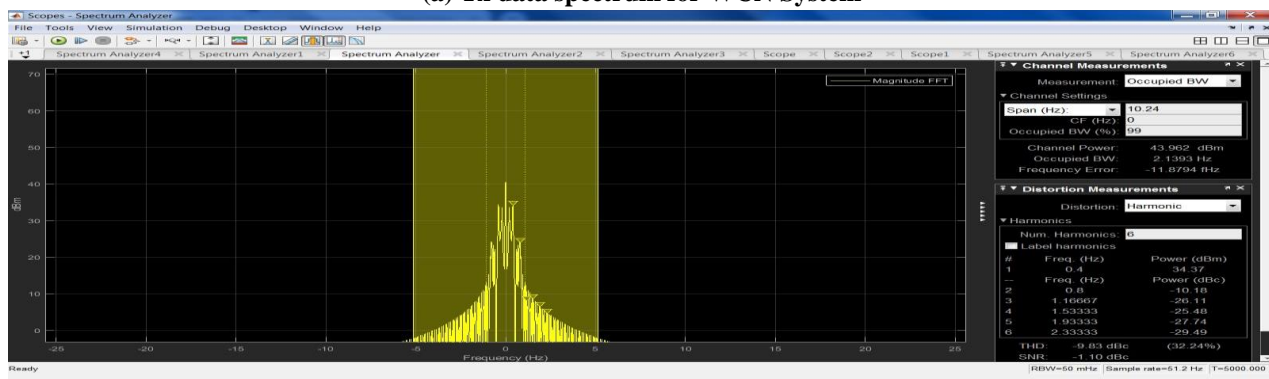 (a) Tx data spectrum for WCN System
Scopes - Spectrum Analyzer
File Tools View Simulation Debug Desktop Window Help
Spectrum Analyzer4 Spectrum Analyzer1 Spectrum Analyzer Spectrum Analyzer2 Spectrum Analyzer3 Scope Scope2 Scope1 Spectrum Analyzer5 Spectrum Analyzer6
Magnitude FFT
70
60
50
40
30
20
10
0
dBm
-25 -20 -15 -10 -5 0 5 10 15 20 25
Frequency (Hz)
Channel Measurements
Measurement: Occupied BW
Channel Settings
Span (Hz): 10.24
CF (Hz): 0
Occupied BW (%): 99
Channel Power: 43.962 dBm
Occupied BW: 2.1393 Hz
Frequency Error: -11.8794 fHz
Distortion Measurements
Distortion: Harmonic
Harmonics
Num. Harmonics: 6
Label harmonics
# Freq. (Hz) Power (dBm)
1 0.4 34.37
-- Freq. (Hz) Power (dBc)
2 0.8 -10.18
3 1.16667 -26.11
4 1.53333 -25.48
5 1.93333 -27.74
6 2.33333 -29.49
THD: -9.83 dBc (32.24%)
SNR: -1.10 dBc
Ready
RBW=50 mHz Sample rate=51.2 Hz T=5000.000